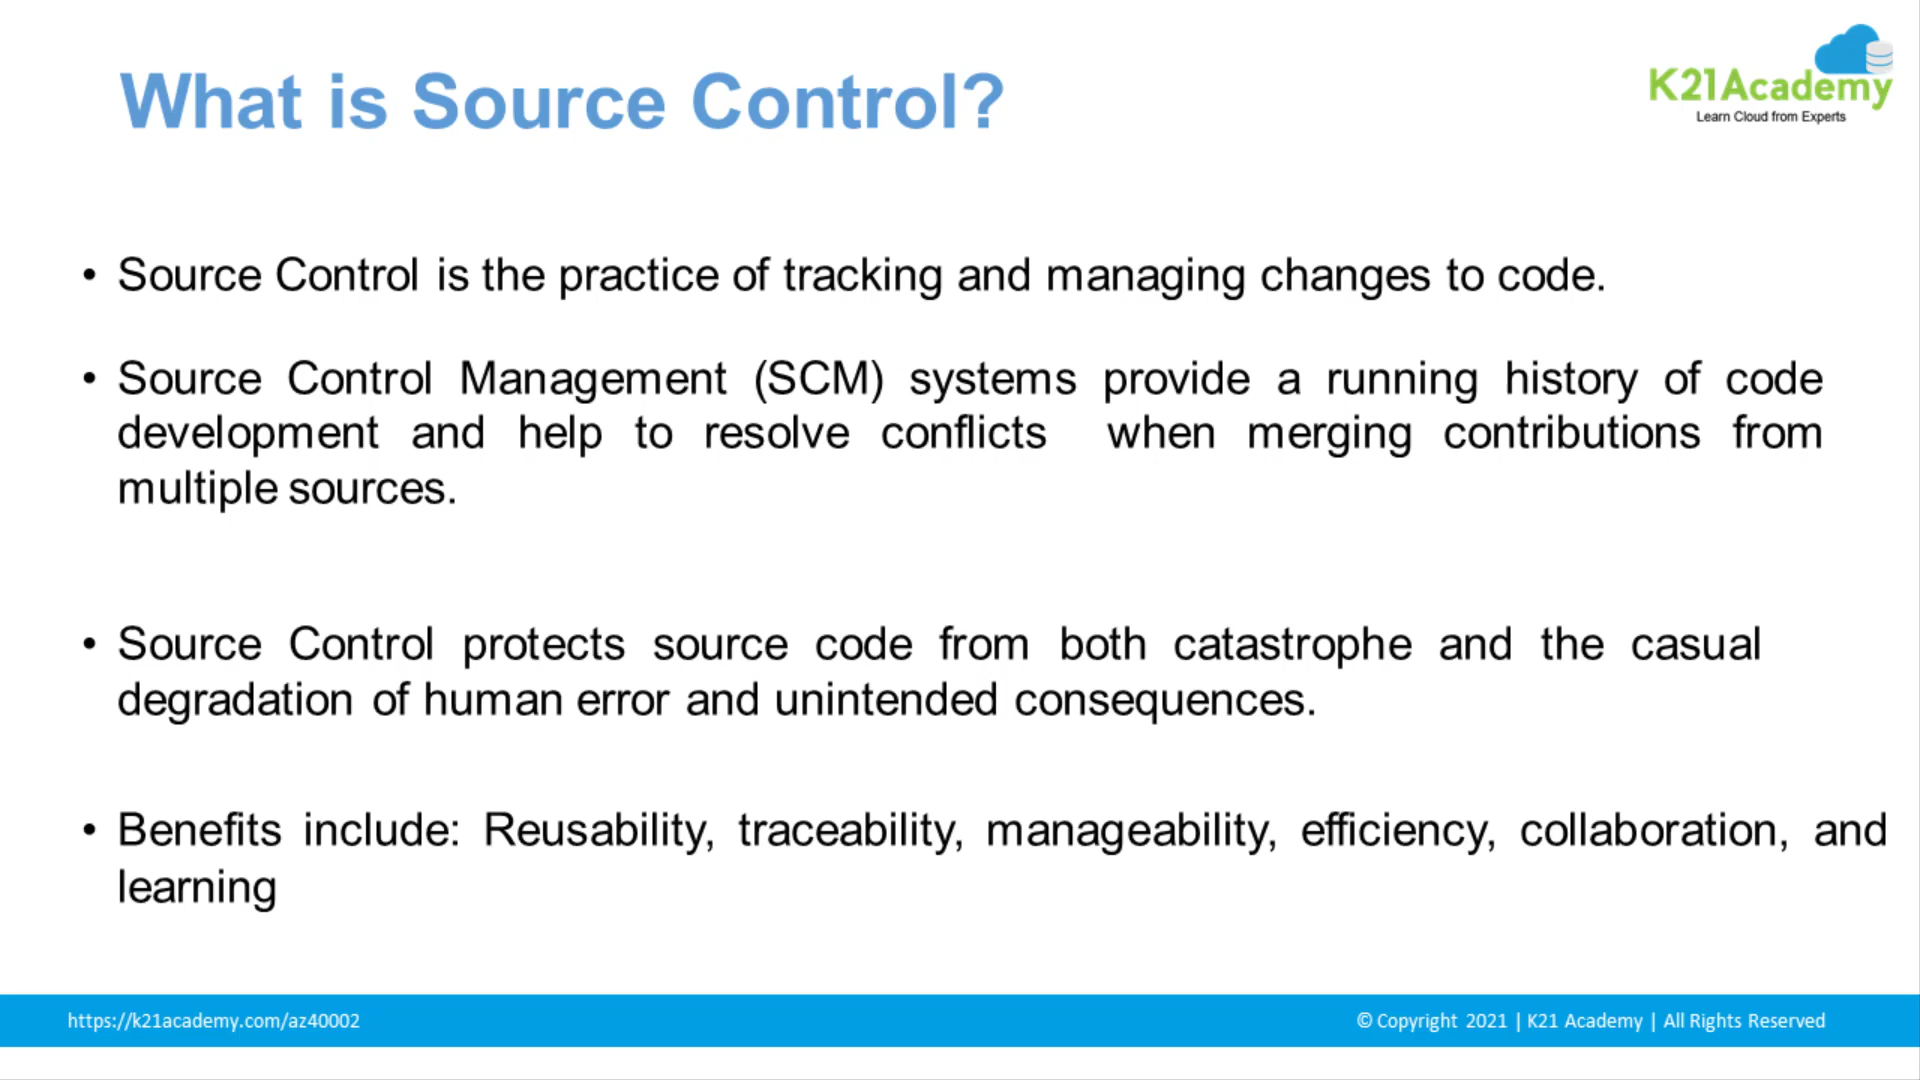 What is Source Control?
K21Academy
Learn Cloud from Experts
• Source Control is the practice of tracking and managing changes to code.
• Source Control Management (SCM) systems provide a running history of code
development and help to resolve conflicts when merging contributions from
multiple sources.
• Source Control protects source code from both catastrophe and the casual
degradation of human error and unintended consequences.
• Benefits include: Reusability, traceability, manageability, efficiency, collaboration, and
learning
https://k21academy.com/az40002
© Copyright 2021 | K21 Academy | All Rights Reserved